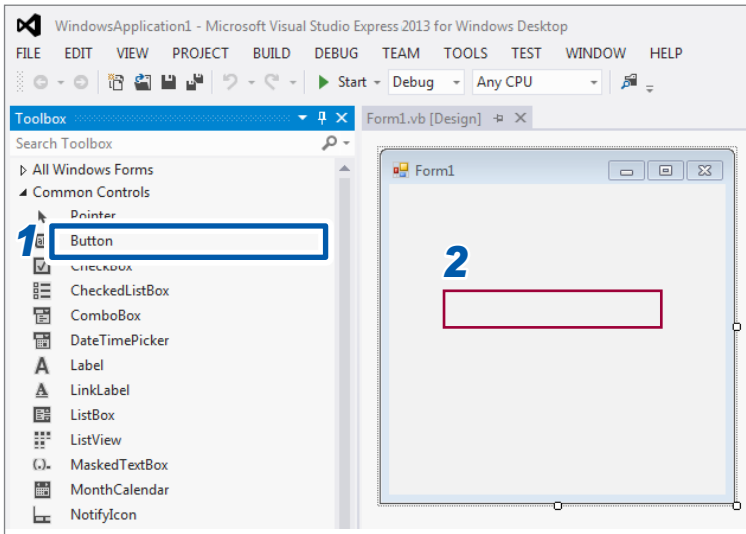 WindowsApplication1 - Microsoft Visual Studio Express 2013 for Windows Desktop
FILE EDIT VIEW PROJECT BUILD DEBUG TEAM TOOLS TEST WINDOW HELP
Start Debug Any CPU
Toolbox
Form1.vb [Design]
Search Toolbox
All Windows Forms
Form1
Common Controls
Pointer
1
Button
2
CheckBox
CheckedListBox
ComboBox
DateTimePicker
Label
LinkLabel
ListBox
ListView
MaskedTextBox
MonthCalendar
NotifyIcon